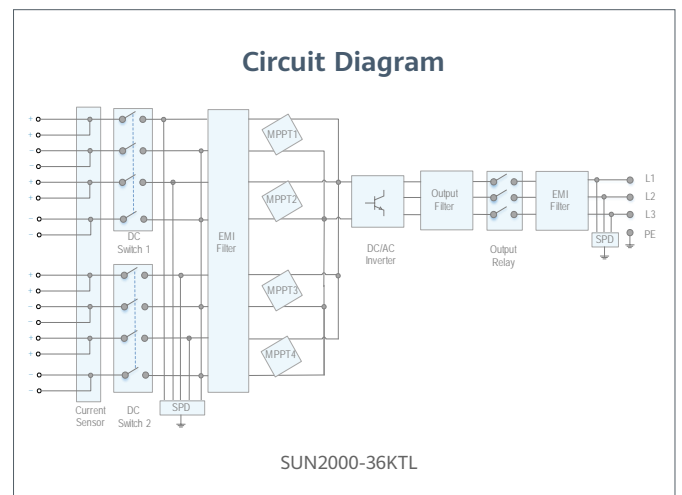 Circuit Diagram
+
+
−
−
+
+
−
−
+
+
−
−
+
+
−
−
Current
Sensor
DC
Switch 1
DC
Switch 2
SPD
EMI
Filter
MPPT1
MPPT2
MPPT3
MPPT4
DC/AC
Inverter
Output
Filter
Output
Relay
EMI
Filter
SPD
L1
L2
L3
PE
SUN2000-36KTL